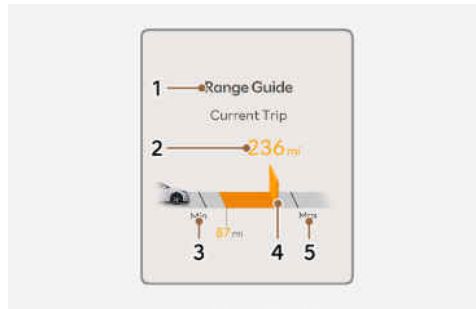 1 Range Guide
Current Trip
2 236 mi
Min Max
87 mi
3 4 5